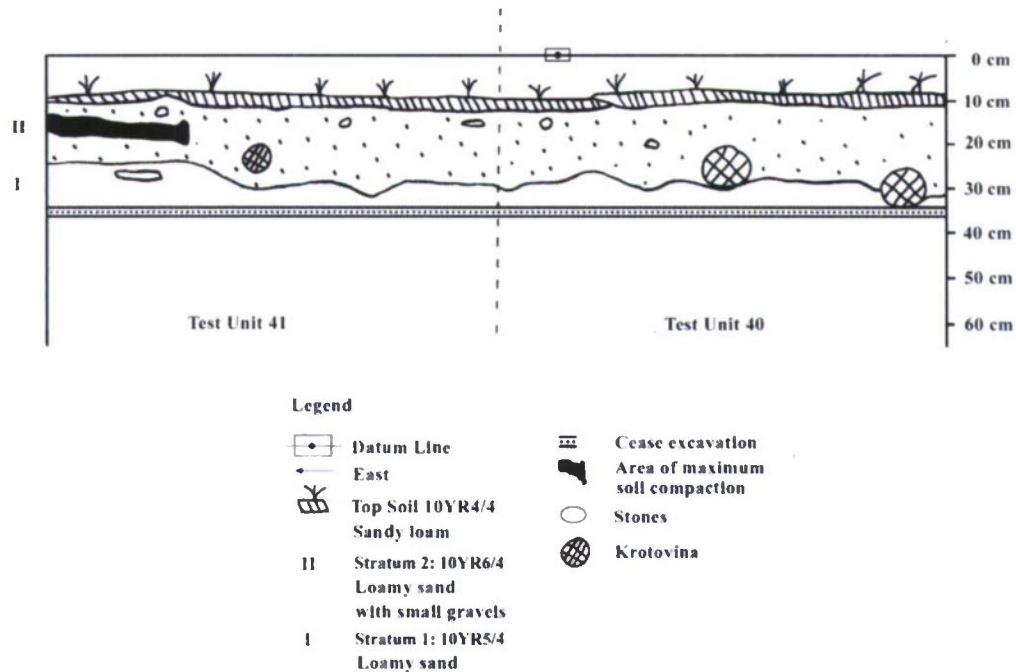 0 cm
10 cm
II
20 cm
I
30 cm
40 cm
50 cm
Test Unit 41
Test Unit 40
60 cm
Legend
Datum Line
East
Top Soil 10YR4/4
Sandy loam
II Stratum 2: 10YR6/4
Loamy sand
with small gravels
I Stratum 1: 10YR5/4
Loamy sand
Cease excavation
Area of maximum
soil compaction
Stones
Krotovina